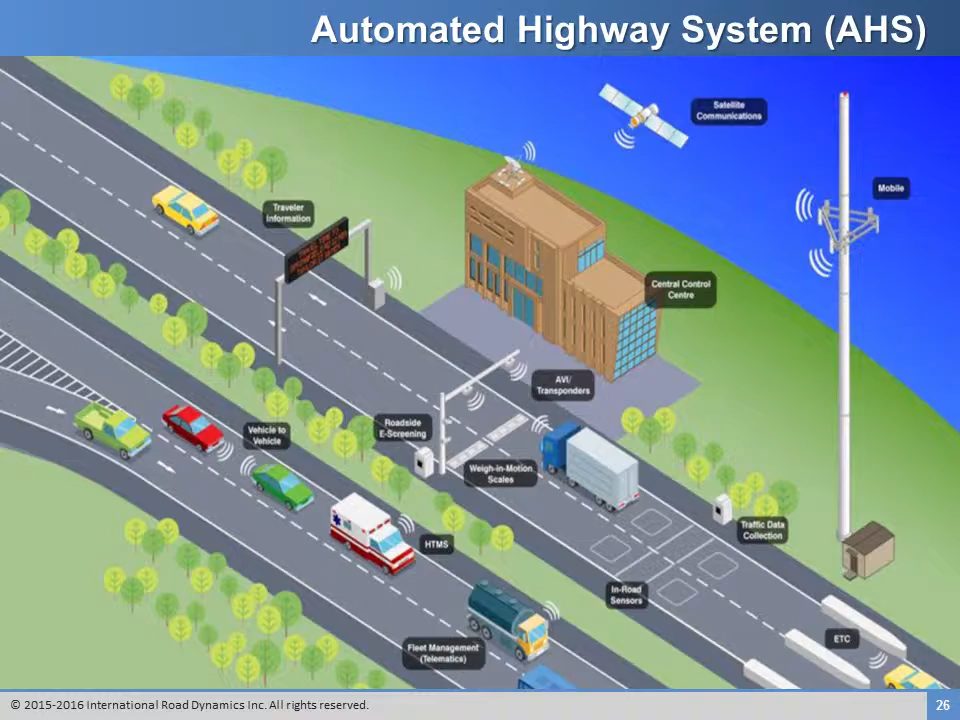 Automated Highway System (AHS)
Satellite
Communications
Mobile
Traveler
Information
Central Control
Centre
AVI/
Transponders
Roadside
E-Screening
Vehicle to
Vehicle
Weigh-in-Motion
Scales
Traffic Data
Collection
HTMS
In-Road
Sensors
ETC
Fleet Management
(Telematics)
© 2015-2016 International Road Dynamics Inc. All rights reserved.
26